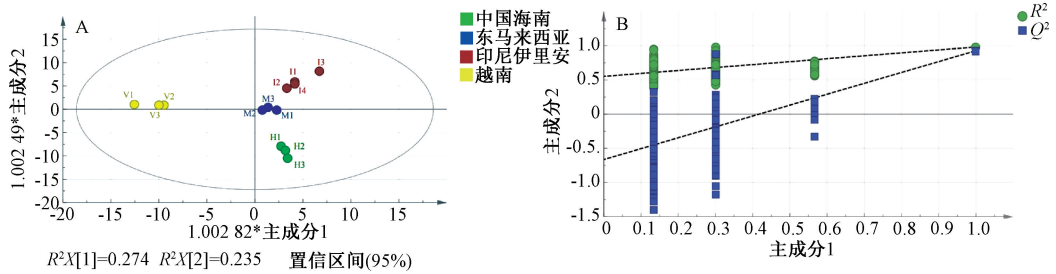 A
1.002 49*主成分2
15
10
5
0
-5
-10
-15
-20
V1
V2
V3
I3
I1
I2
I4
M3
M2
M1
H1
H2
H3
-20
-15
-10
-5
0
5
10
15
1.002 82*主成分1
R²X[1]=0.274 R²X[2]=0.235 置信区间(95%)
中国海南
东马来西亚
印尼伊里安
越南
B
主成分2
1.0
0.5
0
-0.5.
-1.0
-1.5
0
0.1
0.2
0.3
0.4
0.5
0.6
0.7
0.8
0.9
1.0
主成分1
R²
Q²